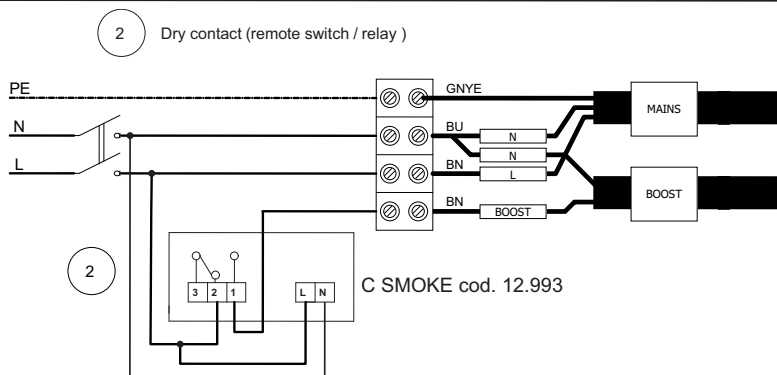 2 Dry contact (remote switch / relay )
PE
GNYE
MAINS
N
BU
N
N
L
BN
L
BOOST
BN
BOOST
2
3 2 1
L N
C SMOKE cod. 12.993